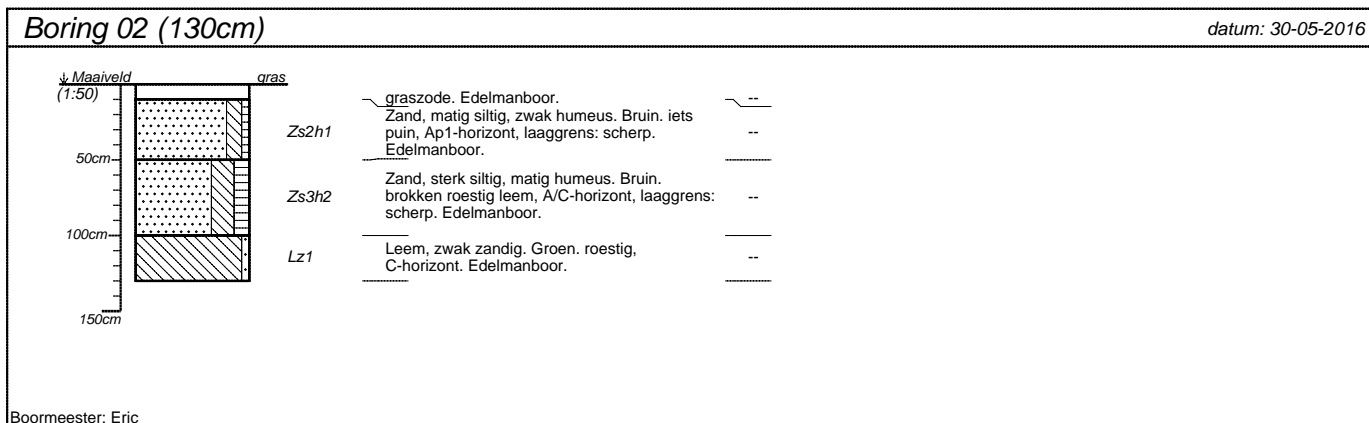 Boring 02 (130cm)
datum: 30-05-2016
Maaiveld
gras
(1:50)
graszode. Edelmanboor.
--
Zs2h1
Zand, matig siltig, zwak humeus. Bruin. iets
puin, Ap1-horizont, laaggrens: scherp.
Edelmanboor.
--
50cm
Zs3h2
Zand, sterk siltig, matig humeus. Bruin.
brokken roestig leem, A/C-horizont, laaggrens:
scherp. Edelmanboor.
--
100cm
Lz1
Leem, zwak zandig. Groen. roestig,
C-horizont. Edelmanboor.
--
150cm
Boormeester: Eric